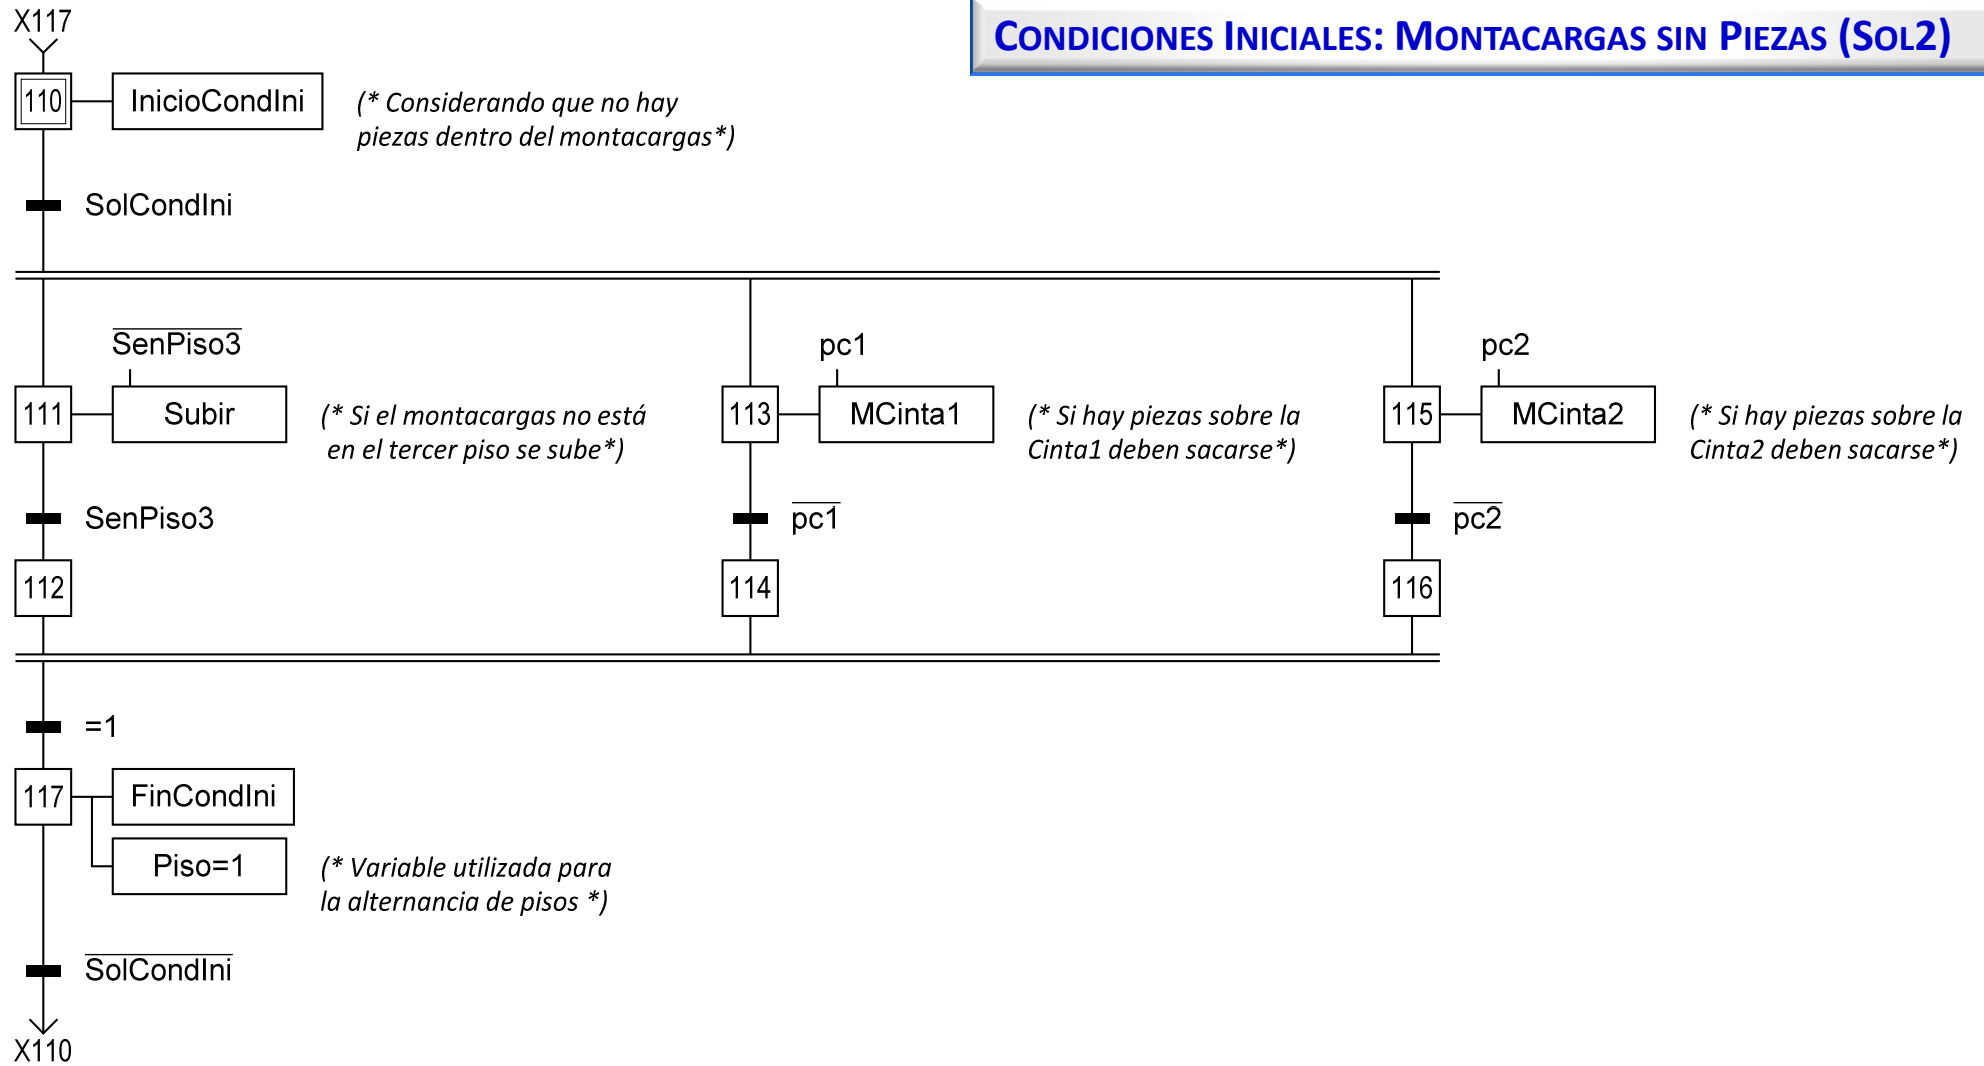 X117
CONDICIONES INICIALES: MONTACARGAS SIN PIEZAS (SOL2)
110
InicioCondIni
(* Considerando que no hay
piezas dentro del montacargas*)
SolCondIni
SenPiso3
pc1
pc2
111
Subir
(* Si el montacargas no está
en el tercer piso se sube*)
113
MCinta1
(* Si hay piezas sobre la
Cinta1 deben sacarse*)
115
MCinta2
(* Si hay piezas sobre la
Cinta2 deben sacarse*)
SenPiso3
pc1
pc2
112
114
116
=1
117
FinCondIni
Piso=1
(* Variable utilizada para
la alternancia de pisos *)
SolCondIni
X110